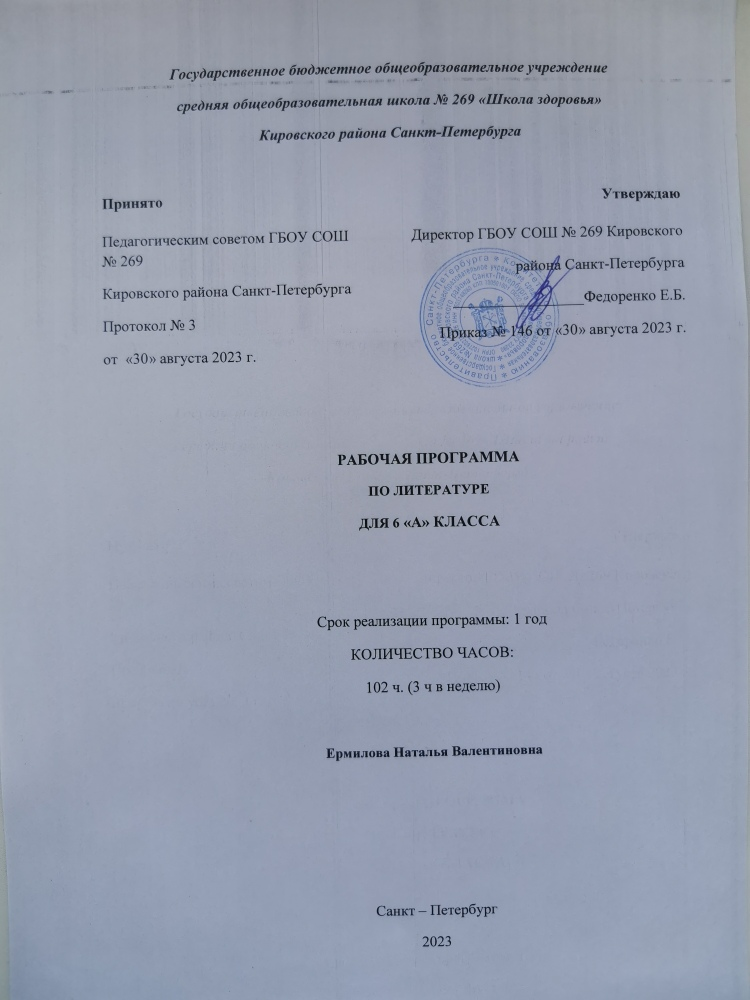 Государственное бюджетное общеобразовательное учреждение
средняя общеобразовательная школа № 269 «Школа здоровья»
Кировского района Санкт-Петербурга
Принято
Педагогическим советом ГБОУ СОШ
№ 269
Кировского района Санкт-Петербурга
Протокол № 3
от «30» августа 2023 г.
Утверждаю
Директор ГБОУ СОШ № 269 Кировского
района Санкт-Петербурга
Федоренко Е.Б.
Приказ № 146 от «30» августа 2023 г.
РАБОЧАЯ ПРОГРАММА
ПО ЛИТЕРАТУРЕ
ДЛЯ 6 «А» КЛАССА
Срок реализации программы: 1 год
КОЛИЧЕСТВО ЧАСОВ:
102 ч. (3 ч в неделю)
Ермилова Наталья Валентиновна
Санкт – Петербург
2023